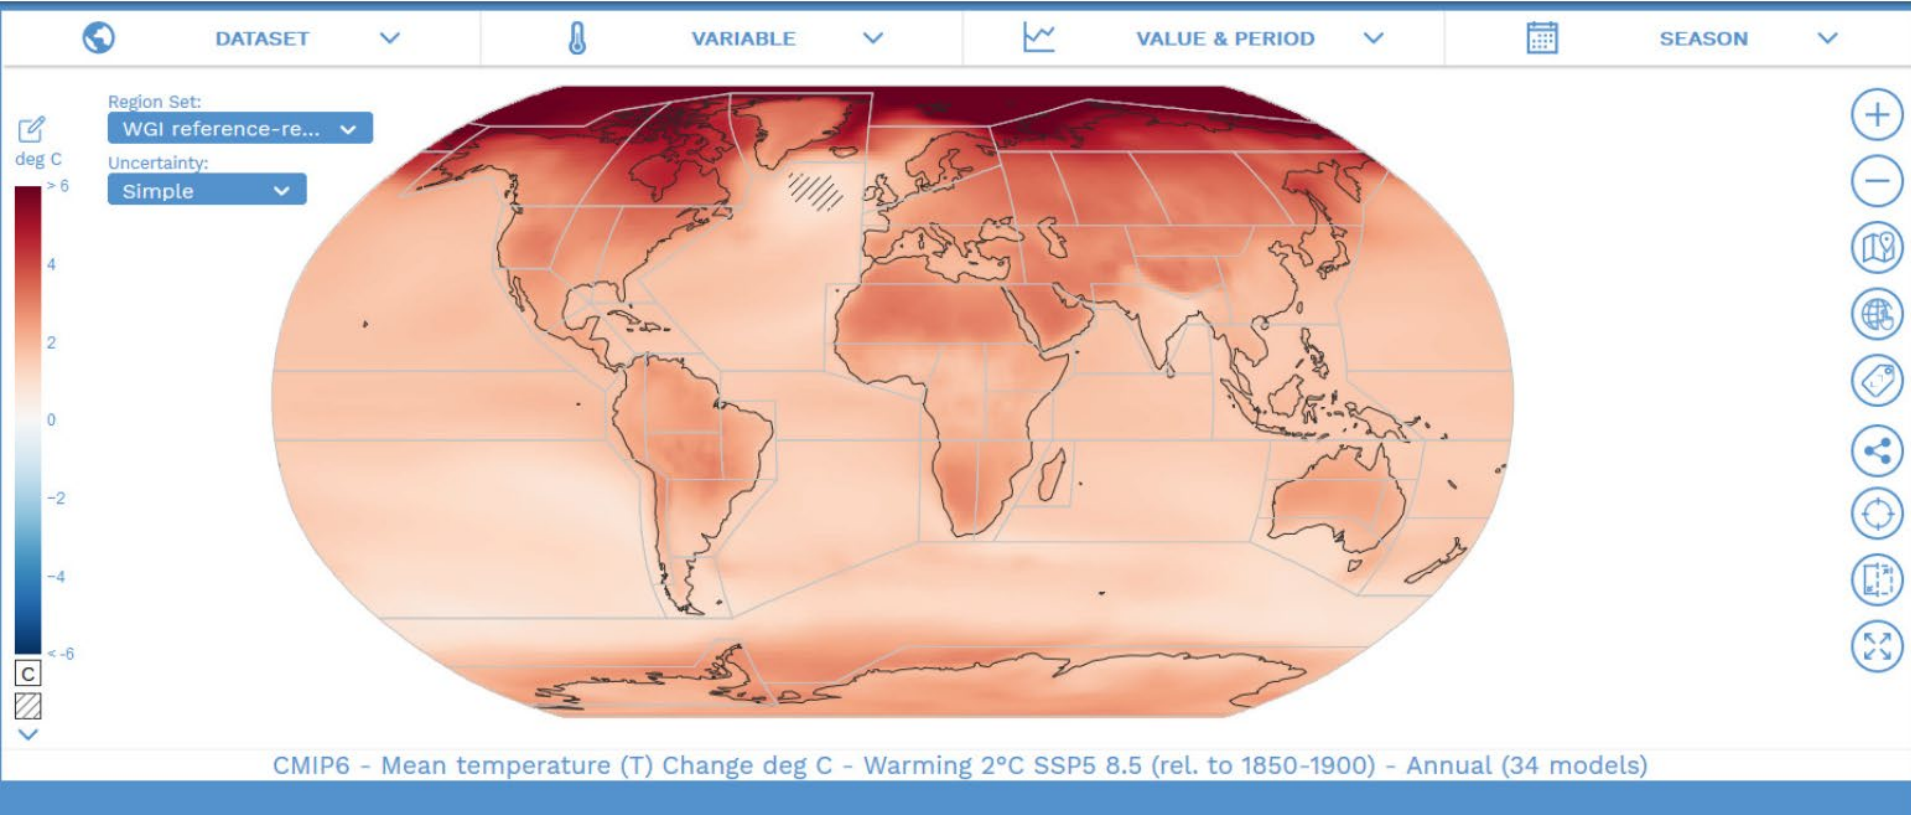 DATASET
VARIABLE
VALUE & PERIOD
SEASON
Region Set:
WGI reference-re...
Uncertainty:
Simple
deg C
> 6
4
2
0
−2
−4
< -6
C
CMIP6 - Mean temperature (T) Change deg C - Warming 2°C SSP5 8.5 (rel. to 1850-1900) - Annual (34 models)